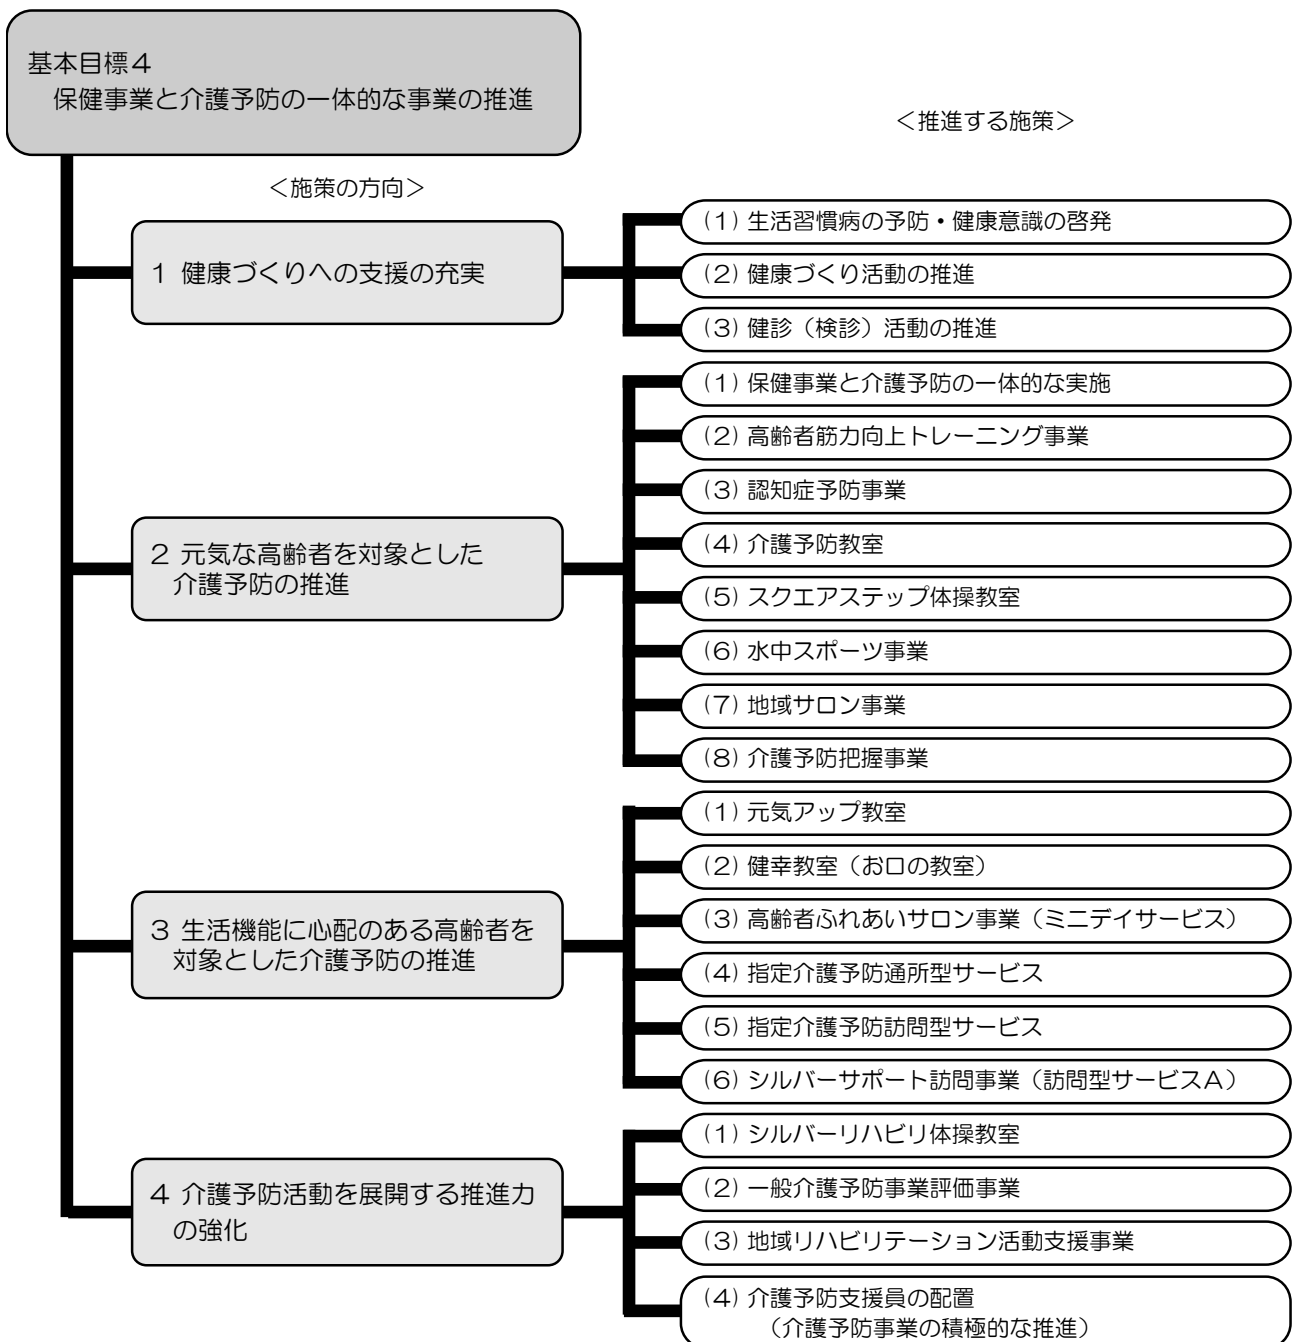 基本目標4
保健事業と介護予防の一体的な事業の推進
＜推進する施策＞
＜施策の方向＞
1 健康づくりへの支援の充実
(1) 生活習慣病の予防・健康意識の啓発
(2) 健康づくり活動の推進
(3) 健診（検診）活動の推進
2 元気な高齢者を対象とした
介護予防の推進
(1) 保健事業と介護予防の一体的な実施
(2) 高齢者筋力向上トレーニング事業
(3) 認知症予防事業
(4) 介護予防教室
(5) スクエアステップ体操教室
(6) 水中スポーツ事業
(7) 地域サロン事業
(8) 介護予防把握事業
3 生活機能に心配のある高齢者を
対象とした介護予防の推進
(1) 元気アップ教室
(2) 健幸教室（お口の教室）
(3) 高齢者ふれあいサロン事業（ミニデイサービス）
(4) 指定介護予防通所型サービス
(5) 指定介護予防訪問型サービス
(6) シルバーサポート訪問事業（訪問型サービスA）
4 介護予防活動を展開する推進力
の強化
(1) シルバーリハビリ体操教室
(2) 一般介護予防事業評価事業
(3) 地域リハビリテーション活動支援事業
(4) 介護予防支援員の配置
（介護予防事業の積極的な推進）